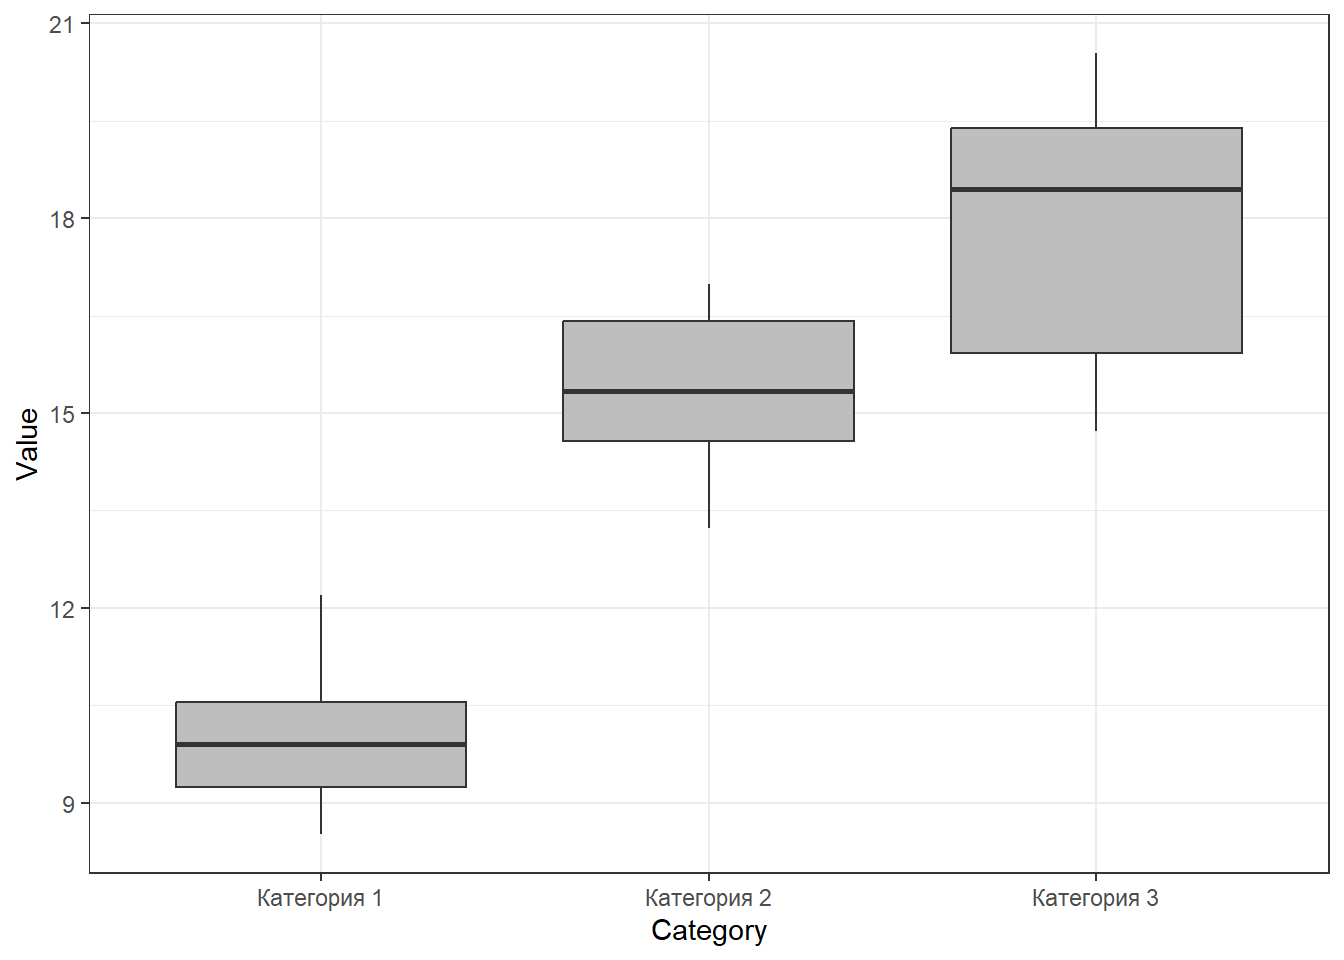 Value
21
18
15
12
9
Категория 1
Категория 2
Категория 3
Category